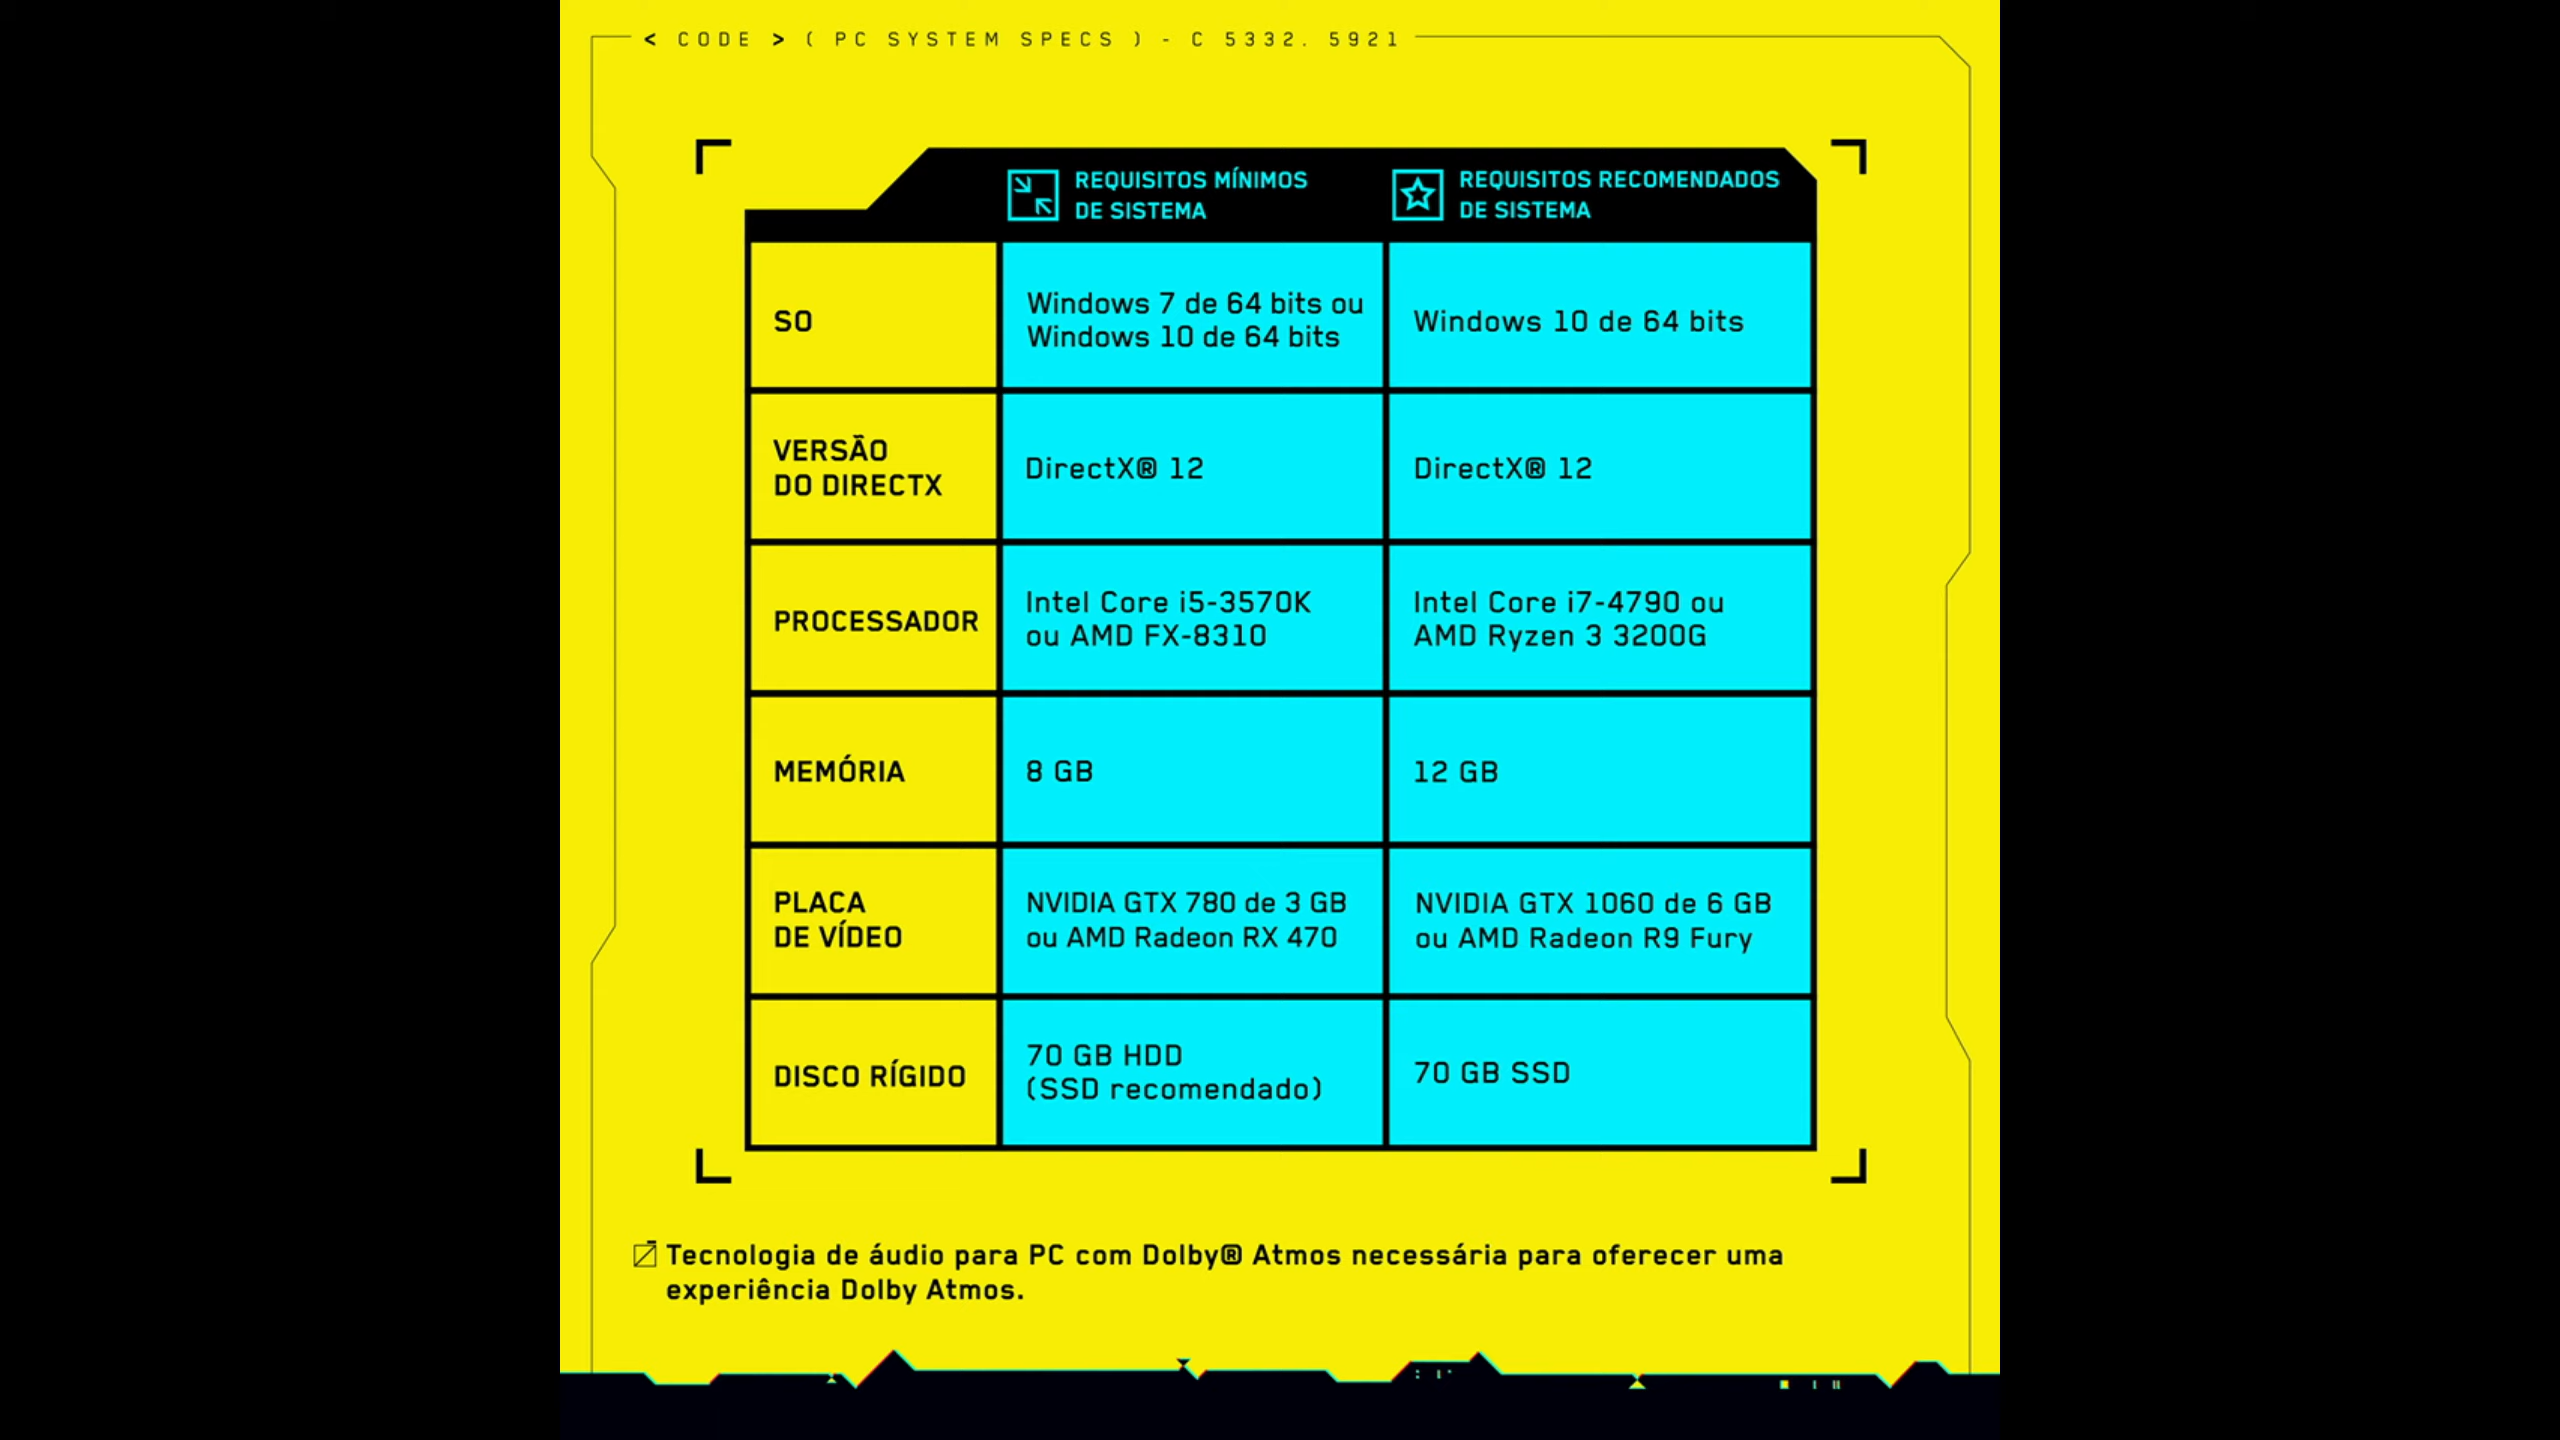 < CODE > ( PC SYSTEM SPECS ) - C 5332. 5921
REQUISITOS MÍNIMOS
DE SISTEMA
REQUISITOS RECOMENDADOS
DE SISTEMA
SO
Windows 7 de 64 bits ou
Windows 10 de 64 bits
Windows 10 de 64 bits
VERSÃO
DO DIRECTX
DirectX® 12
DirectX® 12
PROCESSADOR
Intel Core i5-3570K
ou AMD FX-8310
Intel Core i7-4790 ou
AMD Ryzen 3 3200G
MEMÓRIA
8 GB
12 GB
PLACA
DE VÍDEO
NVIDIA GTX 780 de 3 GB
ou AMD Radeon RX 470
NVIDIA GTX 1060 de 6 GB
ou AMD Radeon R9 Fury
DISCO RÍGIDO
70 GB HDD
(SSD recomendado)
70 GB SSD
Tecnologia de áudio para PC com Dolby® Atmos necessária para oferecer uma
experiência Dolby Atmos.